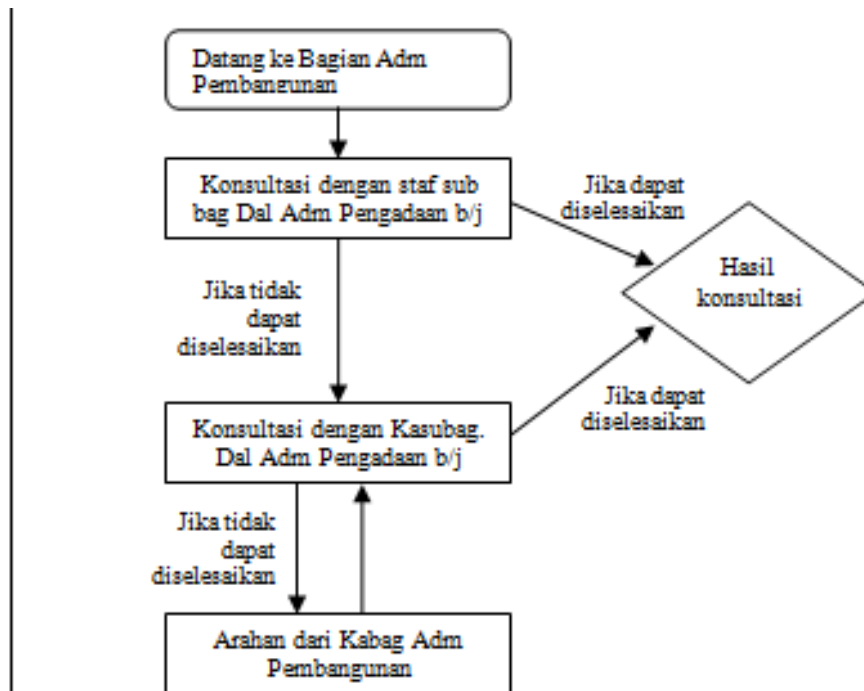 Datang ke Bagian Adm
Pembangunan
Konsultasi dengan staf sub
bag Dal Adm Pengadaan b/j
Jika dapat
diselesaikan
Hasil
konsultasi
Jika tidak
dapat
diselesaikan
Jika dapat
diselesaikan
Konsultasi dengan Kasubag.
Dal Adm Pengadaan b/j
Jika tidak
dapat
diselesaikan
Arahan dari Kabag Adm
Pembangunan